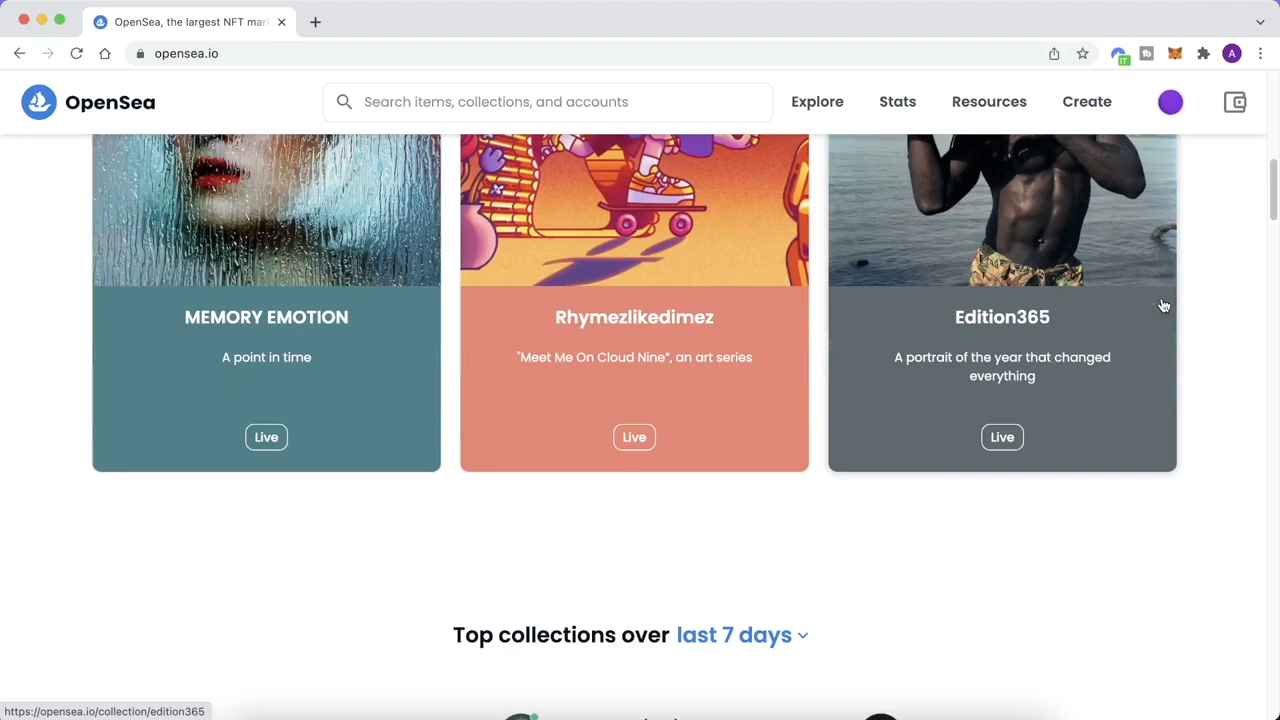 OpenSea, the largest NFT mar
opensea.io
IT
tb
A
OpenSea
Search items, collections, and accounts
Explore
Stats
Resources
Create
MEMORY EMOTION
A point in time
Live
Rhymezlikedimez
"Meet Me On Cloud Nine", an art series
Live
Edition365
A portrait of the year that changed
everything
Live
Top collections over last 7 days
https://opensea.io/collection/edition365